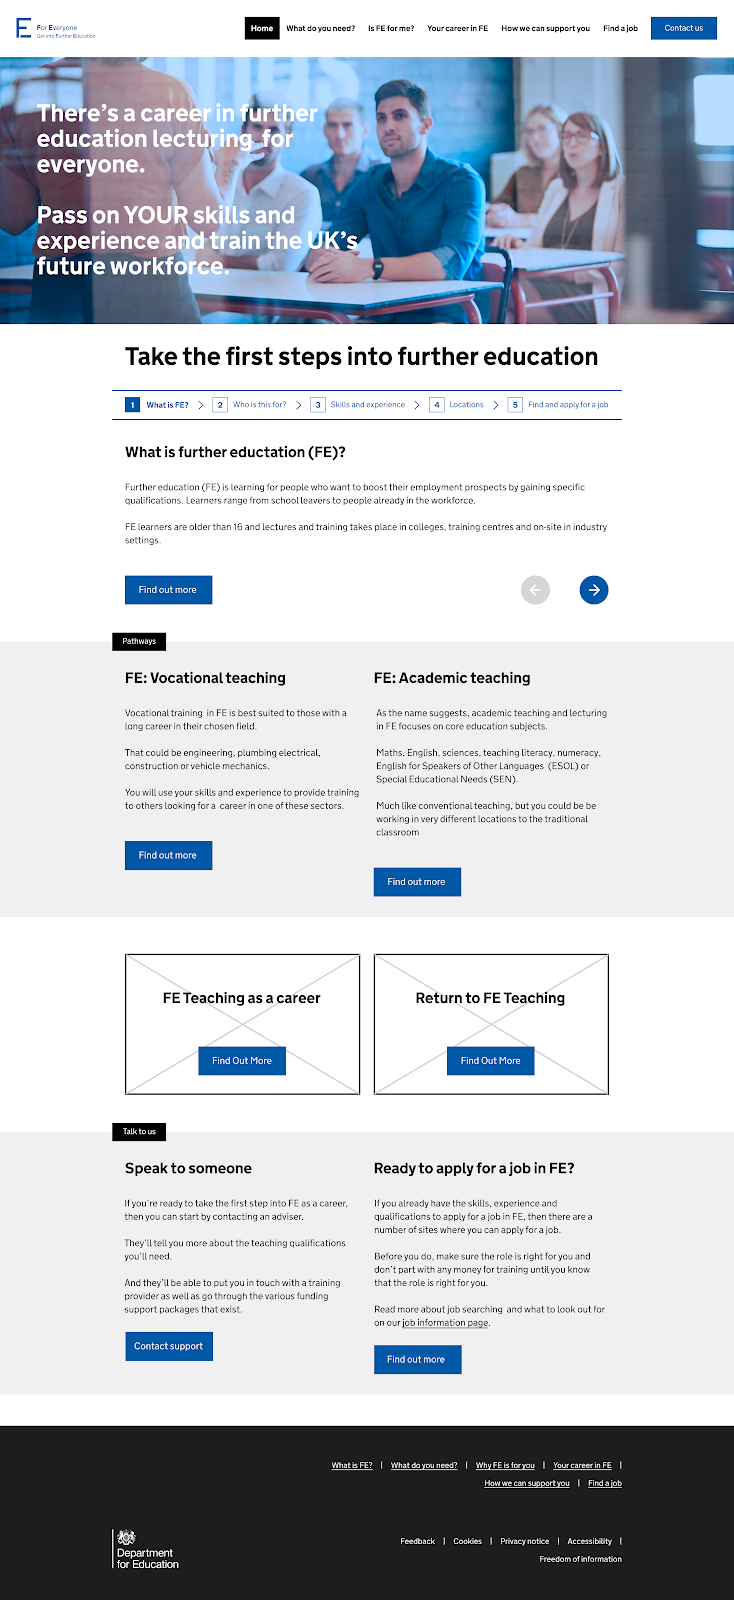 For Everyone
Get into Further Education
Home
What do you need?
Is FE for me?
Your career in FE
How we can support you
Find a job
Contact us
There's a career in further
education lecturing for
everyone.
Pass on YOUR skills and
experience and train the UK's
future workforce.
Take the first steps into further education
1 What is FE?
2 Who is this for?
3 Skills and experience
4 Locations
5 Find and apply for a job
What is further eductation (FE)?
Further education (FE) is learning for people who want to boost their employment prospects by gaining specific
qualifications. Learners range from school leavers to people already in the workforce.
FE learners are older than 16 and lectures and training takes place in colleges, training centres and on-site in industry
settings.
Find out more
Pathways
FE: Vocational teaching
Vocational training in FE is best suited to those with a
long career in their chosen field.
That could be engineering, plumbing electrical,
construction or vehicle mechanics.
You will use your skills and experience to provide training
to others looking for a career in one of these sectors.
Find out more
FE: Academic teaching
As the name suggests, academic teaching and lecturing
in FE focuses on core education subjects.
Maths, English, sciences, teaching literacy, numeracy,
English for Speakers of Other Languages (ESOL) or
Special Educational Needs (SEN).
Much like conventional teaching, but you could be be
working in very different locations to the traditional
classroom
Find out more
FE Teaching as a career
Find Out More
Return to FE Teaching
Find Out More
Talk to us
Speak to someone
If you're ready to take the first step into FE as a career,
then you can start by contacting an adviser.
They'll tell you more about the teaching qualifications
you'll need.
And they'll be able to put you in touch with a training
provider as well as go through the various funding
support packages that exist.
Contact support
Ready to apply for a job in FE?
If you already have the skills, experience and
qualifications to apply for a job in FE, then there are a
number of sites where you can apply for a job.
Before you do, make sure the role is right for you and
don't part with any money for training until you know
that the role is right for you.
Read more about job searching and what to look out for
on our job information page.
Find out more
What is FE? | What do you need? | Why FE is for you | Your career in FE |
How we can support you | Find a job
Department
for Education
Feedback | Cookies | Privacy notice | Accessibility |
Freedom of information